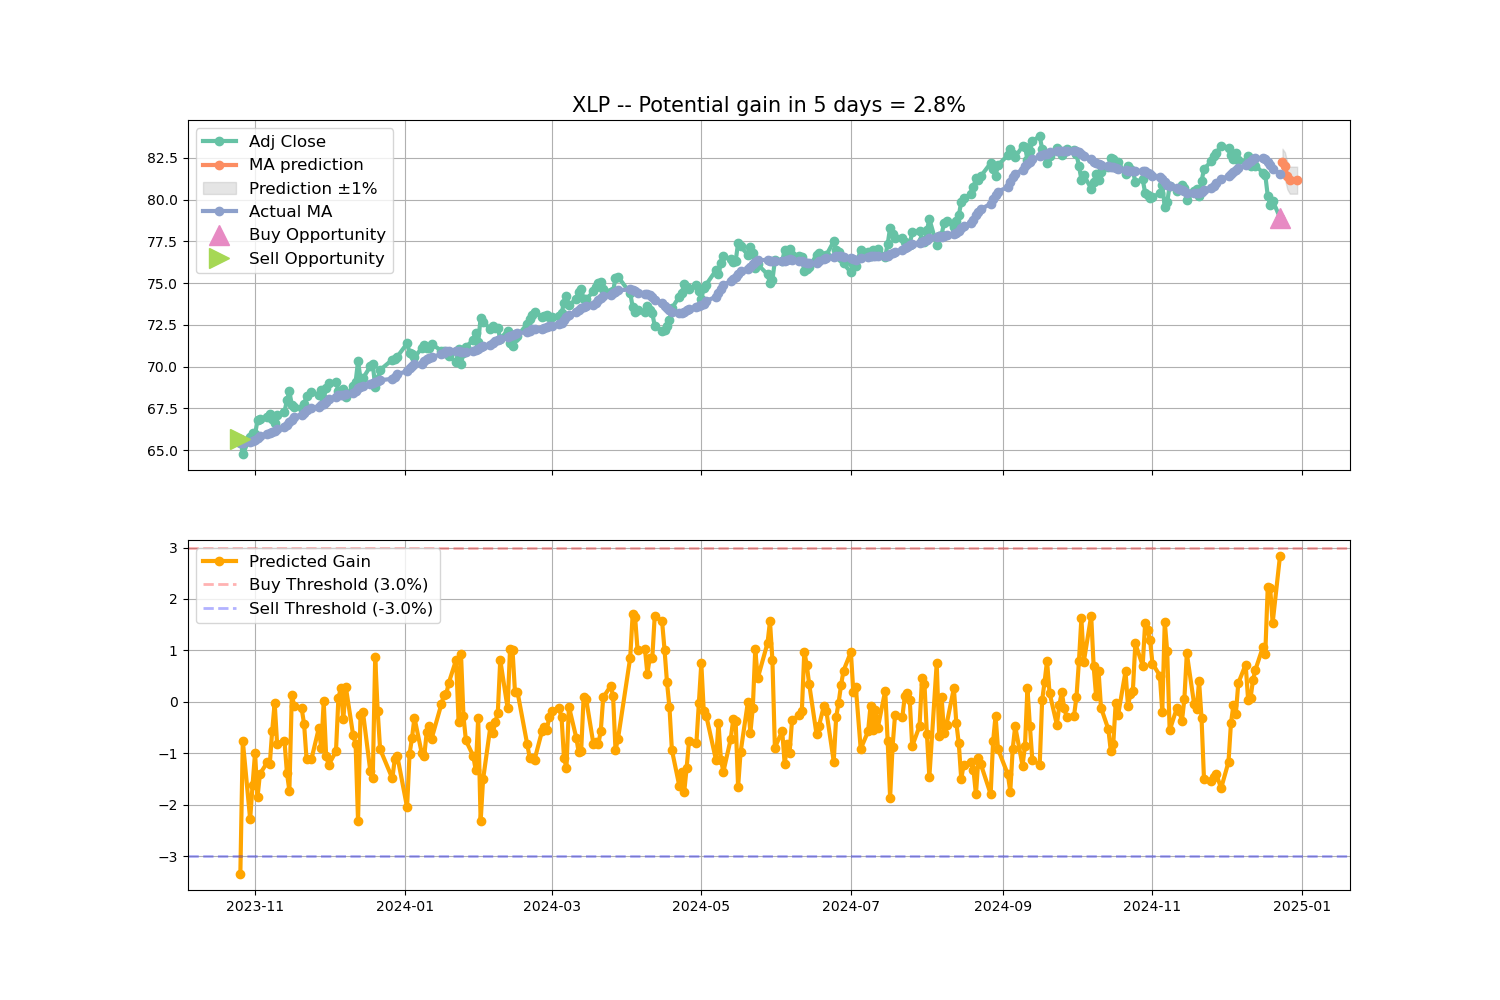 XLP -- Potential gain in 5 days = 2.8%
Adj Close
MA prediction
Prediction ±1%
Actual MA
Buy Opportunity
Sell Opportunity
82.5
80.0
77.5
75.0
72.5
70.0
67.5
65.0
Predicted Gain
Buy Threshold (3.0%)
Sell Threshold (-3.0%)
3
2
1
0
−1
−2
−3
2023-11 2024-01 2024-03 2024-05 2024-07 2024-09 2024-11 2025-01